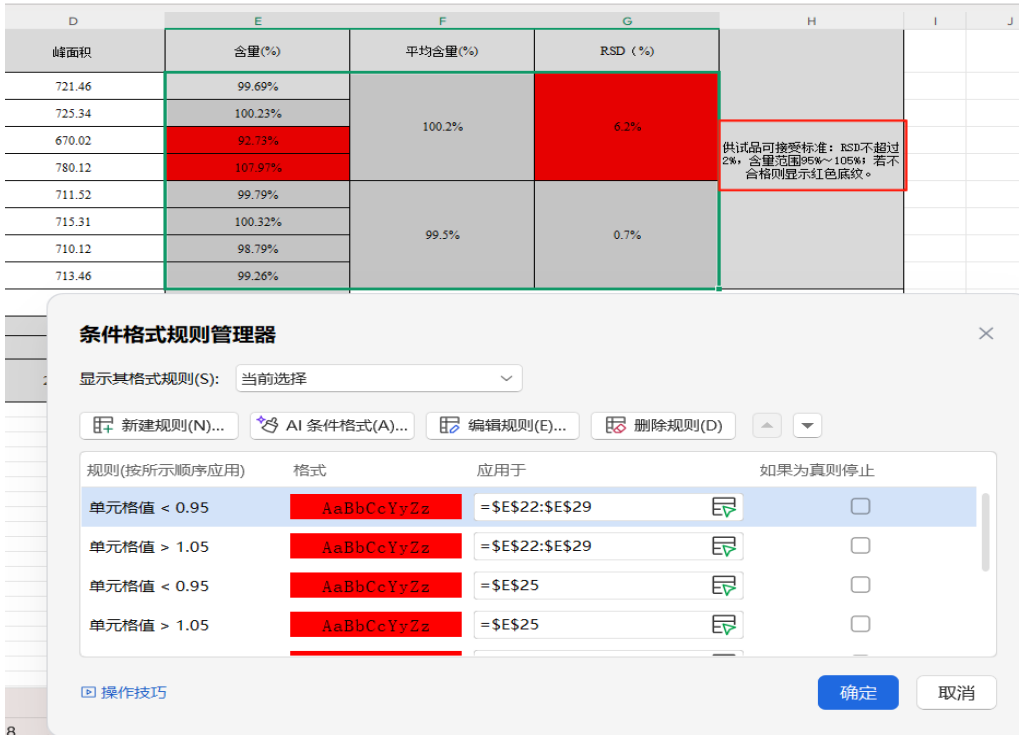 D E F G H I J
峰面积 含量(%) 平均含量(%) RSD（%）
721.46 99.69%
725.34 100.23%
100.2% 6.2%
670.02 92.73%
780.12 107.97%
供试品可接受标准：RSD不超过
2%，含量范围95%～105%；若不
合格则显示红色底纹。
711.52 99.79%
715.31 100.32%
99.5% 0.7%
710.12 98.79%
713.46 99.26%
条件格式规则管理器
显示其格式规则(S): 当前选择
新建规则(N)... AI 条件格式(A)... 编辑规则(E)... 删除规则(D)
规则(按所示顺序应用) 格式 应用于 如果为真则停止
单元格值 < 0.95 AaBbCcYyZz =$E$22:$E$29
单元格值 > 1.05 AaBbCcYyZz =$E$22:$E$29
单元格值 < 0.95 AaBbCcYyZz =$E$25
单元格值 > 1.05 AaBbCcYyZz =$E$25
操作技巧 确定 取消
8